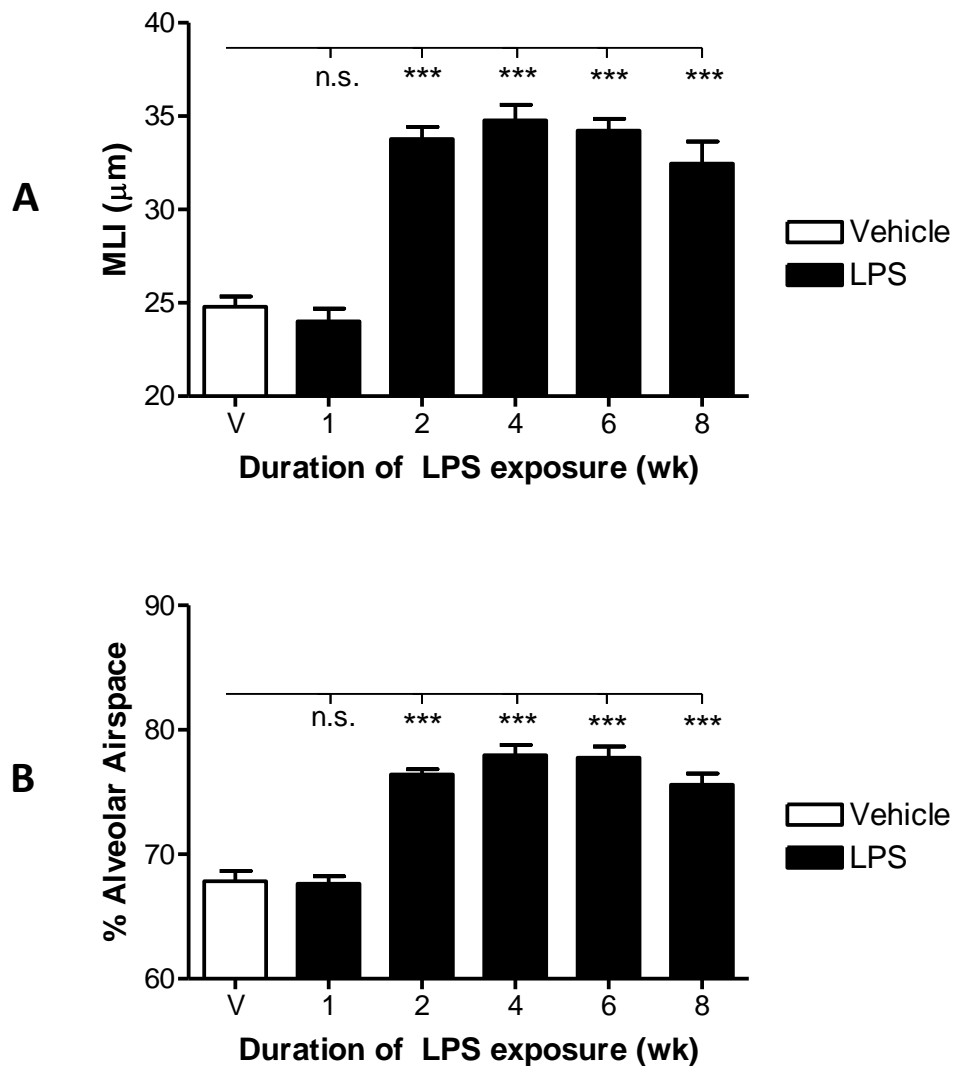 A
MLI (μm)
40
35
30
25
20
n.s.
***
***
***
***
V
1
2
4
6
8
Duration of LPS exposure (wk)
Vehicle
LPS
B
% Alveolar Airspace
90
80
70
60
n.s.
***
***
***
***
V
1
2
4
6
8
Duration of LPS exposure (wk)
Vehicle
LPS